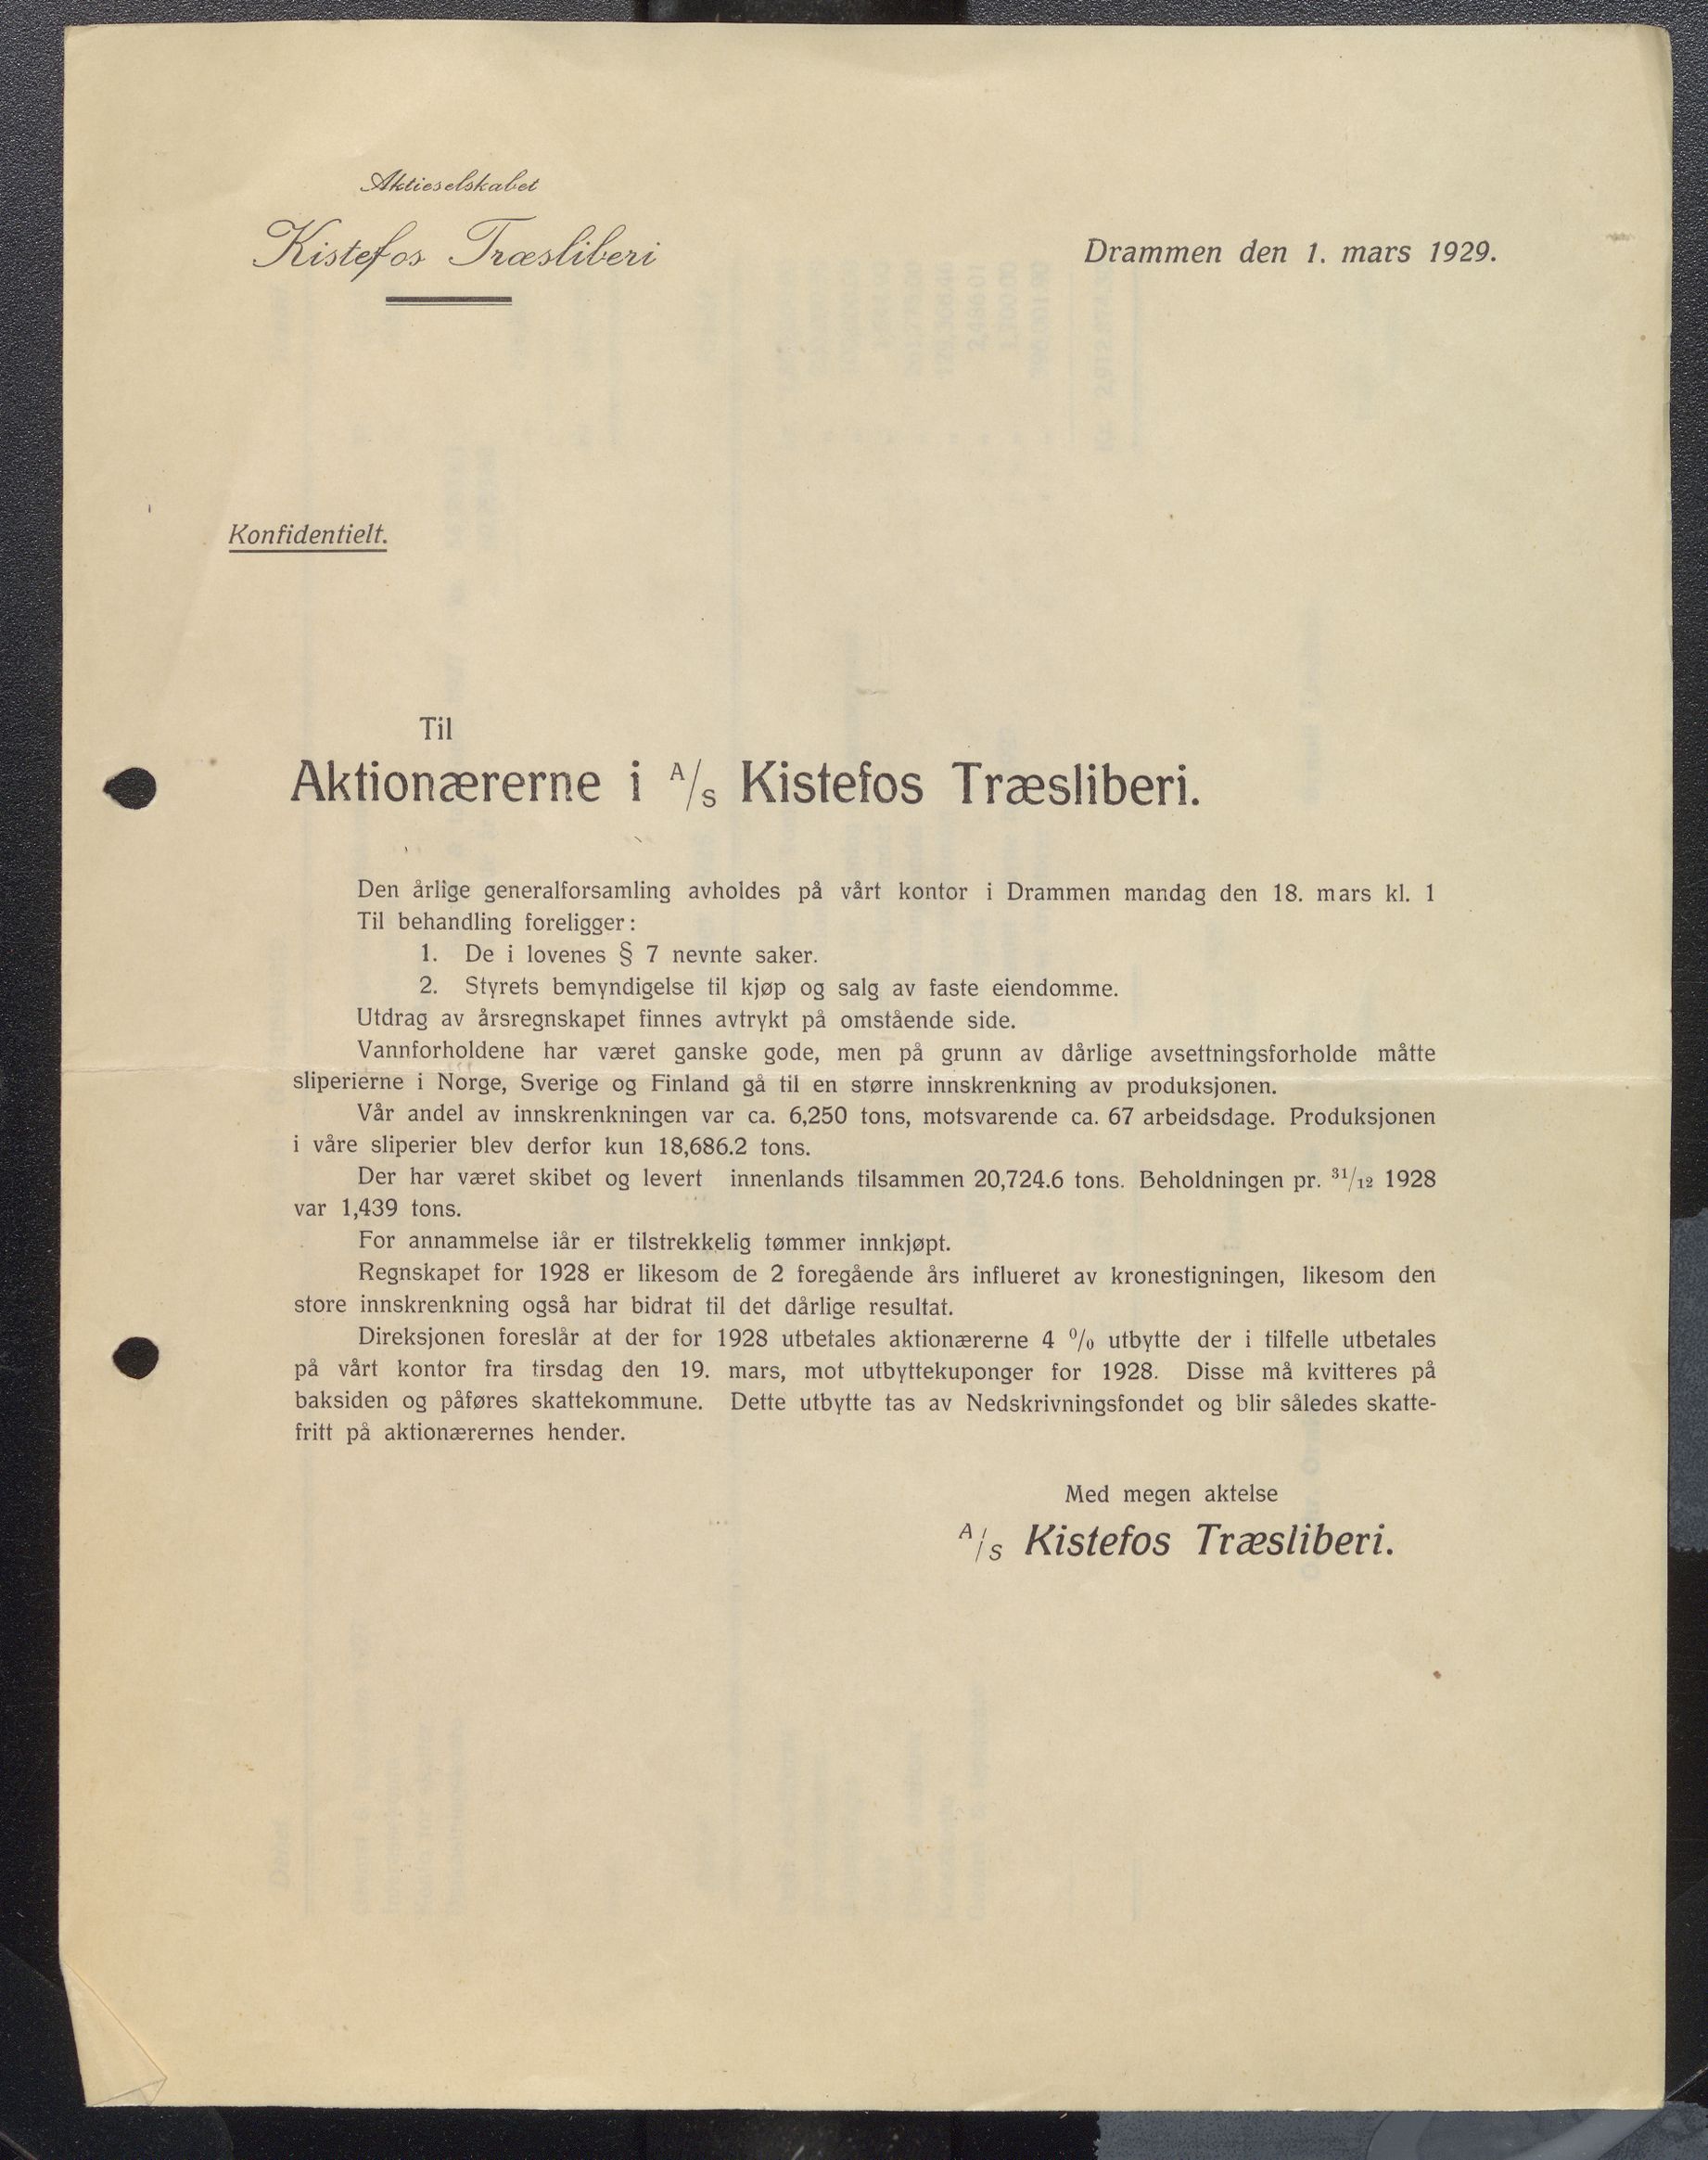 Aktieselskabet
Kistefos Træsliberi
Drammen den 1. mars 1929.
Konfidentielt.
Til
Aktionærerne i A/S Kistefos Træsliberi.
Den årlige generalforsamling avholdes på vårt kontor i Drammen mandag den 18. mars kl. 1
Til behandling foreligger:
1. De i lovenes § 7 nevnte saker.
2. Styrets bemyndigelse til kjøp og salg av faste eiendomme.
Utdrag av årsregnskapet finnes avtrykt på omstående side.
Vannforholdene har været ganske gode, men på grunn av dårlige avsettningsforholde måtte
sliperierne i Norge, Sverige og Finland gå til en større innskrenkning av produksjonen.
Vår andel av innskrenkningen var ca. 6,250 tons, motsvarende ca. 67 arbeidsdage. Produksjonen
i våre sliperier blev derfor kun 18,686.2 tons.
Der har været skibet og levert innenlands tilsammen 20,724.6 tons. Beholdningen pr. 31/12 1928
var 1,439 tons.
For annammelse iår er tilstrekkelig tømmer innkjøpt.
Regnskapet for 1928 er likesom de 2 foregående års influeret av kronestigningen, likesom den
store innskrenkning også har bidrat til det dårlige resultat.
Direksjonen foreslår at der for 1928 utbetales aktionærerne 4 % utbytte der i tilfelle utbetales
på vårt kontor fra tirsdag den 19. mars, mot utbyttekuponger for 1928. Disse må kvitteres på
baksiden og påføres skattekommune. Dette utbytte tas av Nedskrivningsfondet og blir således skatte-
fritt på aktionærernes hender.
Med megen aktelse
A/S Kistefos Træsliberi.